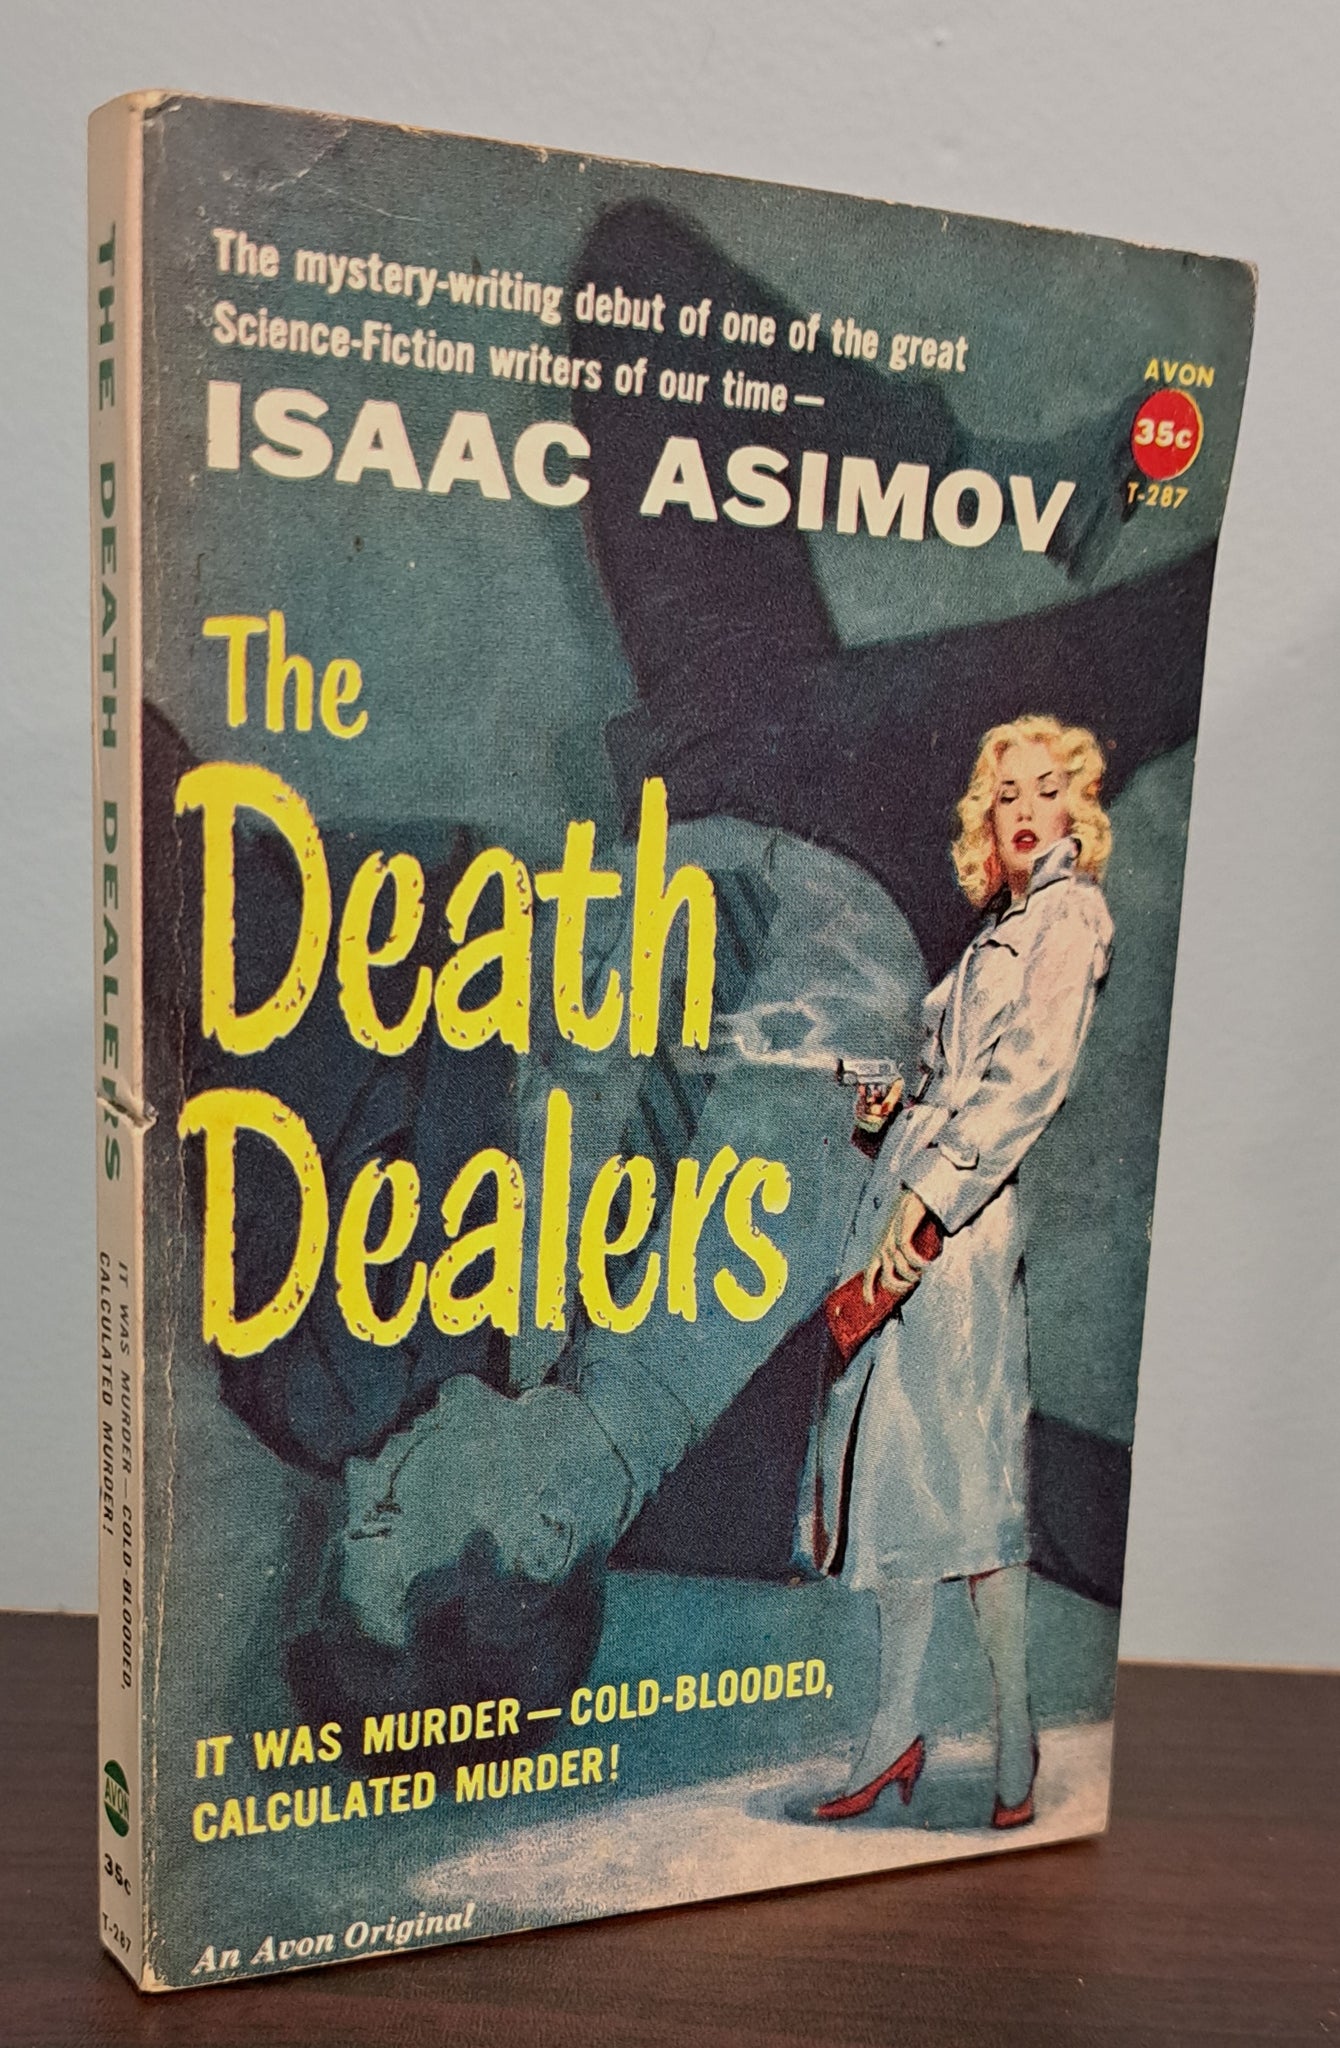 The mystery-writing debut of one of the great
Science-Fiction writers of our time—
ISAAC ASIMOV
AVON
35c
T-287
The
Death
Dealers
IT WAS MURDER—COLD-BLOODED,
CALCULATED MURDER!
An Avon Original
THE DEATH DEALERS
IT WAS MURDER—COLD-BLOODED,
CALCULATED MURDER!
AVON
35c
T-287